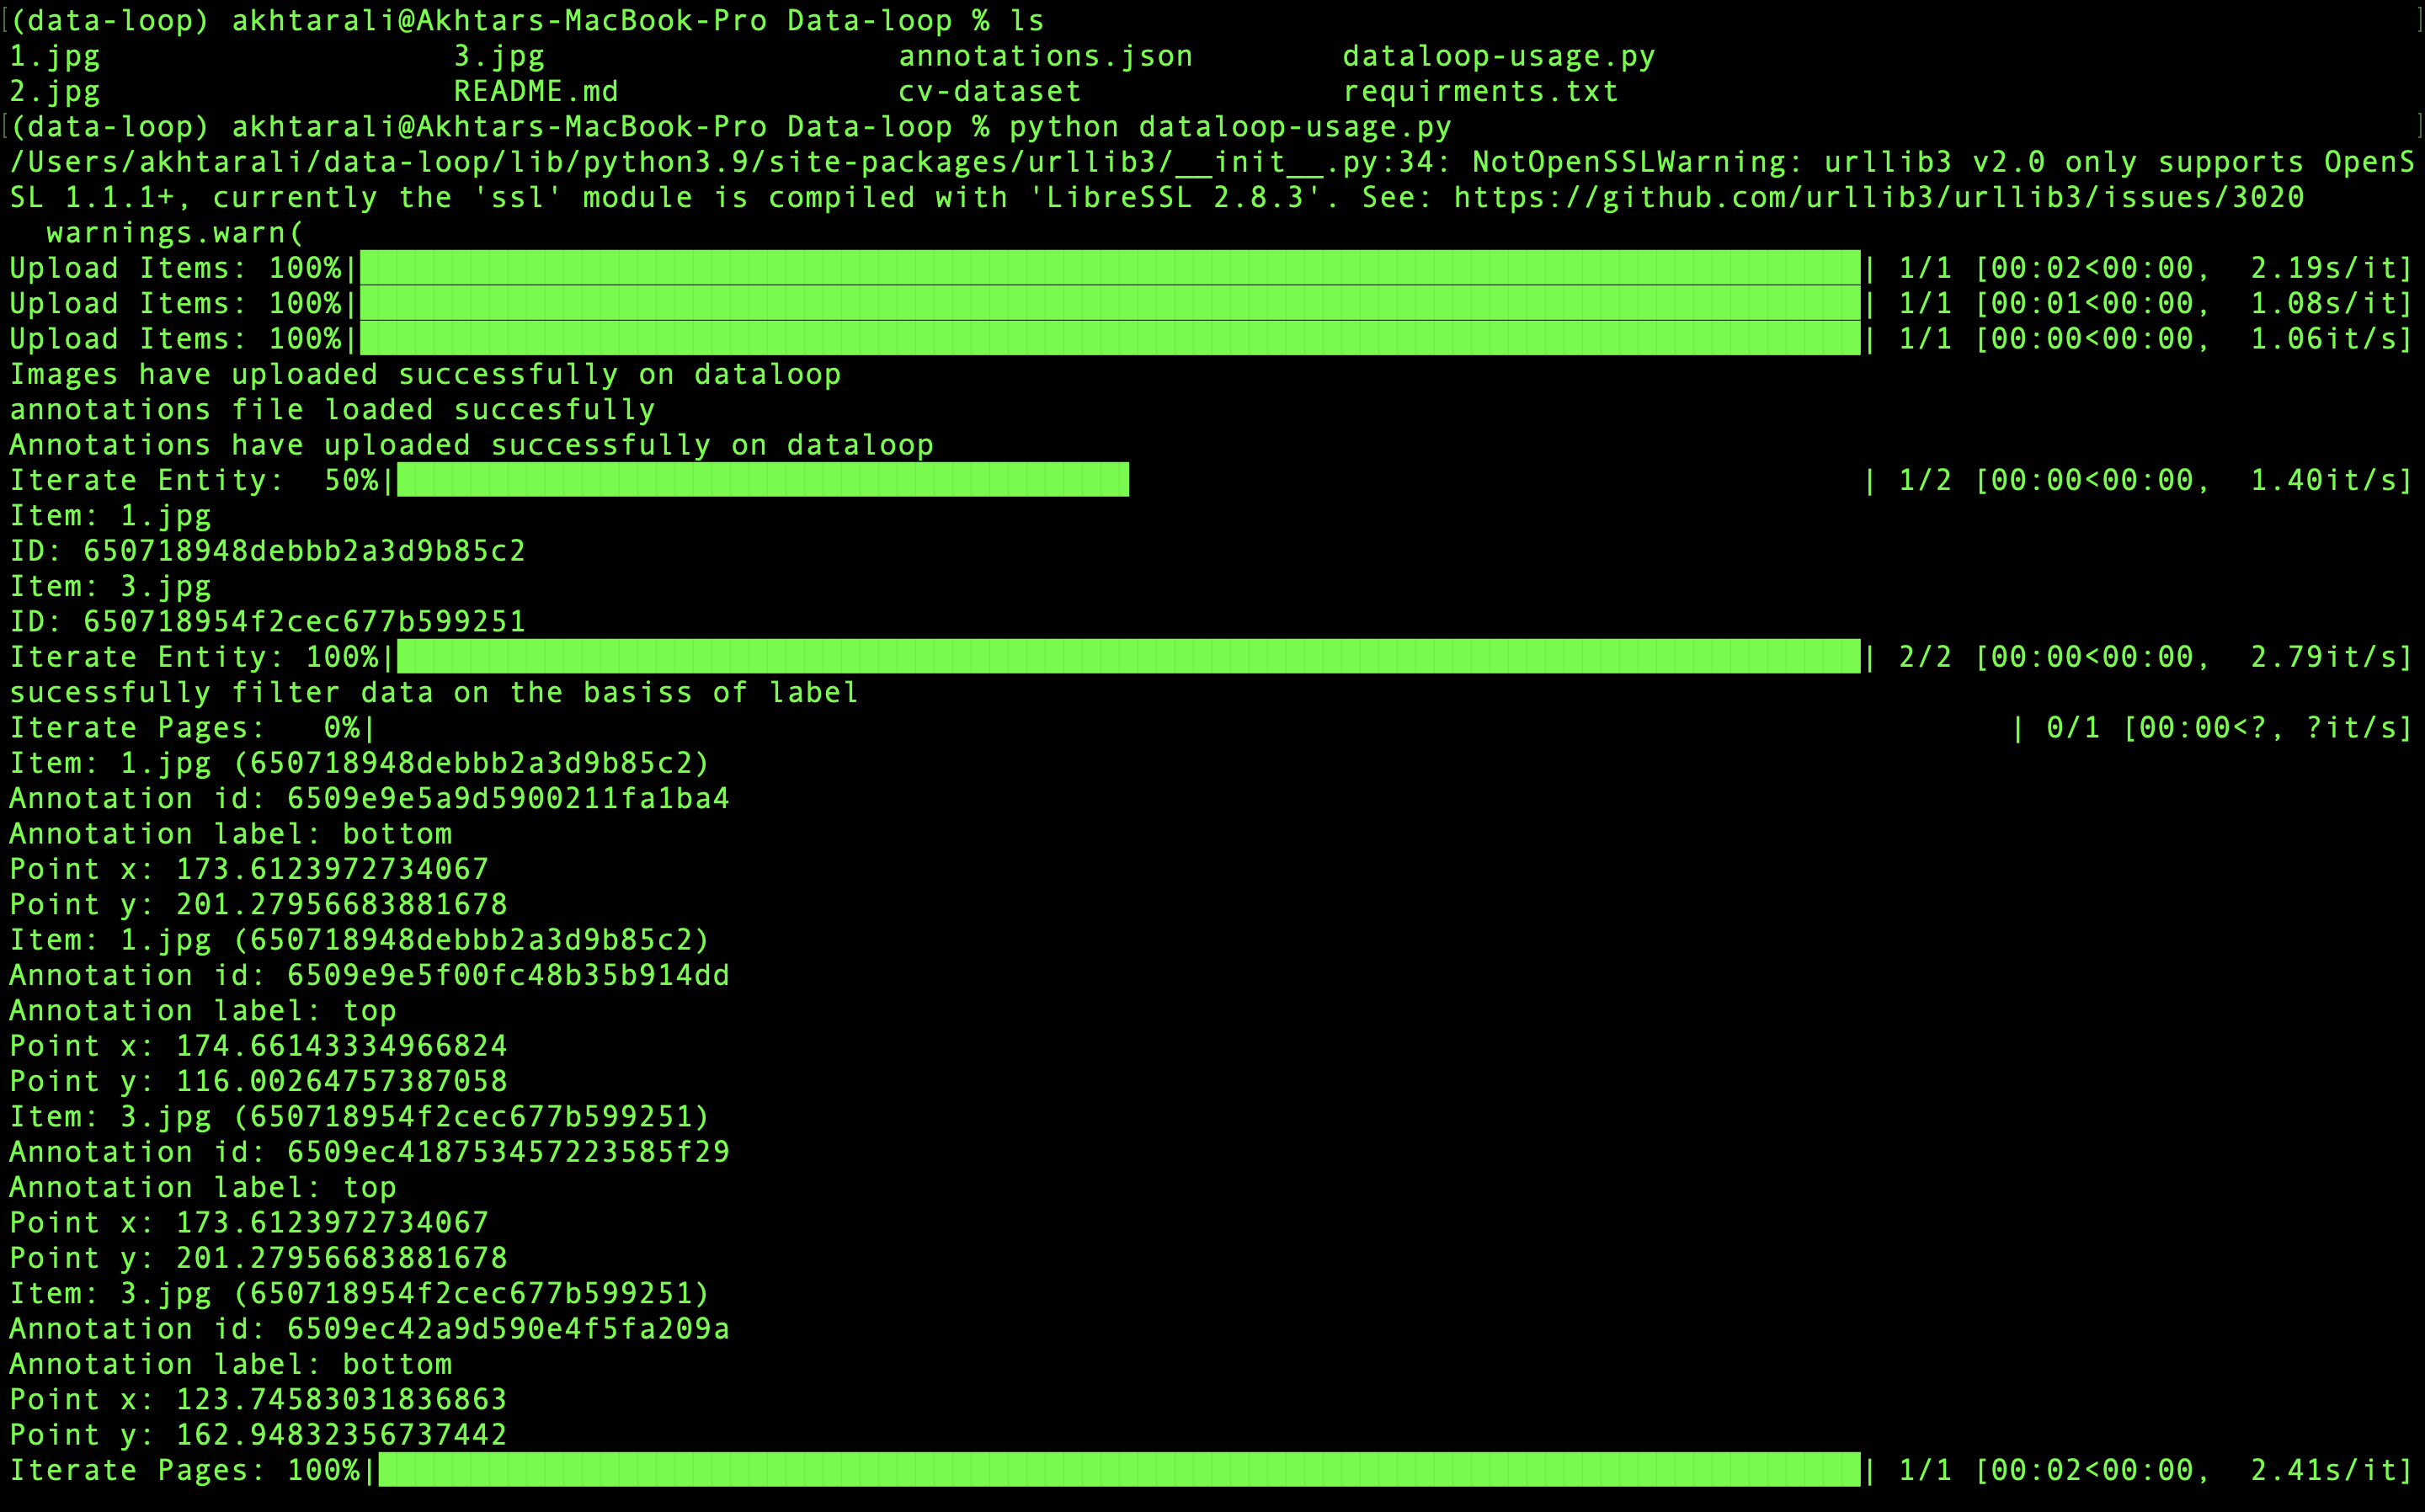 (data-loop) akhtarali@Akhtars-MacBook-Pro Data-loop % ls
1.jpg 3.jpg annotations.json dataloop-usage.py
2.jpg README.md cv-dataset requirments.txt
(data-loop) akhtarali@Akhtars-MacBook-Pro Data-loop % python dataloop-usage.py
/Users/akhtarali/data-loop/lib/python3.9/site-packages/urllib3/__init__.py:34: NotOpenSSLWarning: urllib3 v2.0 only supports OpenS
SL 1.1.1+, currently the 'ssl' module is compiled with 'LibreSSL 2.8.3'. See: https://github.com/urllib3/urllib3/issues/3020
warnings.warn(
Upload Items: 100%| | 1/1 [00:02<00:00, 2.19s/it]
Upload Items: 100%| | 1/1 [00:01<00:00, 1.08s/it]
Upload Items: 100%| | 1/1 [00:00<00:00, 1.06it/s]
Images have uploaded successfully on dataloop
annotations file loaded succesfully
Annotations have uploaded successfully on dataloop
Iterate Entity: 50%| | 1/2 [00:00<00:00, 1.40it/s]
Item: 1.jpg
ID: 650718948debbb2a3d9b85c2
Item: 3.jpg
ID: 650718954f2cec677b599251
Iterate Entity: 100%| | 2/2 [00:00<00:00, 2.79it/s]
sucessfully filter data on the basiss of label
Iterate Pages: 0%| | 0/1 [00:00<?, ?it/s]
Item: 1.jpg (650718948debbb2a3d9b85c2)
Annotation id: 6509e9e5a9d5900211fa1ba4
Annotation label: bottom
Point x: 173.6123972734067
Point y: 201.27956683881678
Item: 1.jpg (650718948debbb2a3d9b85c2)
Annotation id: 6509e9e5f00fc48b35b914dd
Annotation label: top
Point x: 174.66143334966824
Point y: 116.00264757387058
Item: 3.jpg (650718954f2cec677b599251)
Annotation id: 6509ec418753457223585f29
Annotation label: top
Point x: 173.6123972734067
Point y: 201.27956683881678
Item: 3.jpg (650718954f2cec677b599251)
Annotation id: 6509ec42a9d590e4f5fa209a
Annotation label: bottom
Point x: 123.74583031836863
Point y: 162.94832356737442
Iterate Pages: 100%| | 1/1 [00:02<00:00, 2.41s/it]